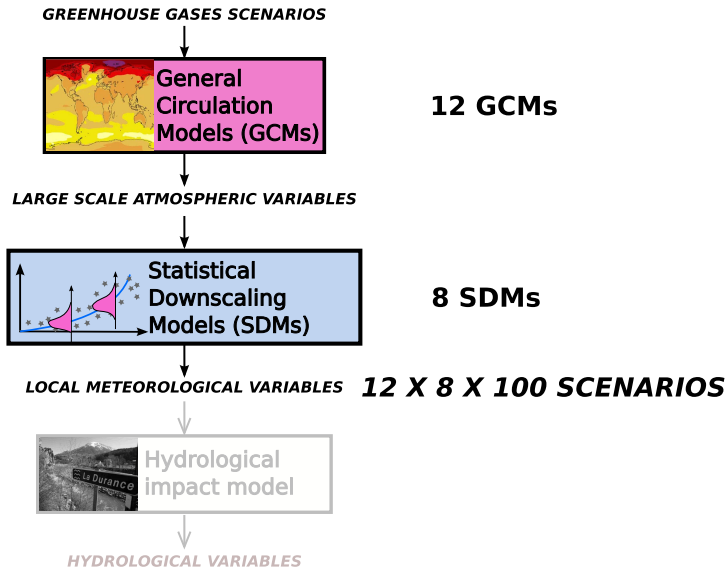 GREENHOUSE GASES SCENARIOS
General
Circulation
Models (GCMs)
12 GCMs
LARGE SCALE ATMOSPHERIC VARIABLES
Statistical
Downscaling
Models (SDMs)
8 SDMs
LOCAL METEOROLOGICAL VARIABLES
12 X 8 X 100 SCENARIOS
La Durance
Hydrological
impact model
HYDROLOGICAL VARIABLES